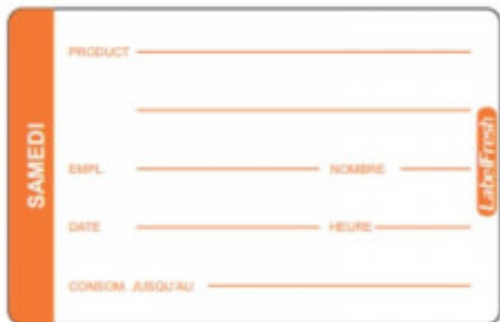 SAMEDI
PRODUCT
EMPL. NOMBRE
DATE HEURE
CONSOM. JUSQU'AU
LabelFresh